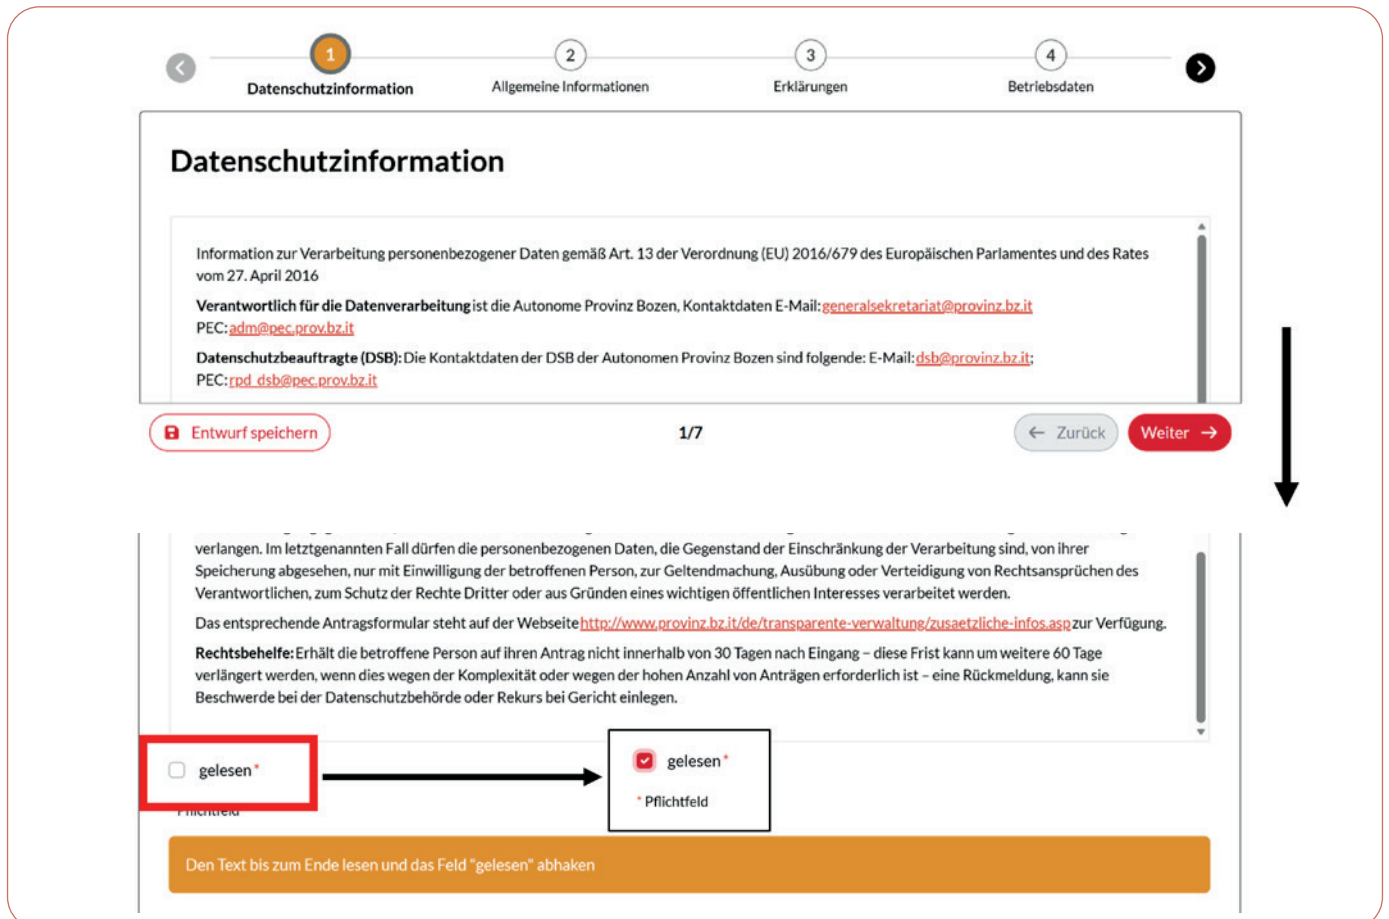 1
2
3
4
Datenschutzinformation
Allgemeine Informationen
Erklärungen
Betriebsdaten
Datenschutzinformation
Information zur Verarbeitung personenbezogener Daten gemäß Art. 13 der Verordnung (EU) 2016/679 des Europäischen Parlamentes und des Rates
vom 27. April 2016
Verantwortlich für die Datenverarbeitung ist die Autonome Provinz Bozen, Kontaktdaten E-Mail: generalsekretariat@provinz.bz.it
PEC: adm@pec.prov.bz.it
Datenschutzbeauftragte (DSB): Die Kontaktdaten der DSB der Autonomen Provinz Bozen sind folgende: E-Mail: dsb@provinz.bz.it;
PEC: rpd_dsb@pec.prov.bz.it
Entwurf speichern
1/7
← Zurück
Weiter →
verlangen. Im letztgenannten Fall dürfen die personenbezogenen Daten, die Gegenstand der Einschränkung der Verarbeitung sind, von ihrer
Speicherung abgesehen, nur mit Einwilligung der betroffenen Person, zur Geltendmachung, Ausübung oder Verteidigung von Rechtsansprüchen des
Verantwortlichen, zum Schutz der Rechte Dritter oder aus Gründen eines wichtigen öffentlichen Interesses verarbeitet werden.
Das entsprechende Antragsformular steht auf der Webseite http://www.provinz.bz.it/de/transparente-verwaltung/zusaetzliche-infos.asp zur Verfügung.
Rechtsbehelfe: Erhält die betroffene Person auf ihren Antrag nicht innerhalb von 30 Tagen nach Eingang – diese Frist kann um weitere 60 Tage
verlängert werden, wenn dies wegen der Komplexität oder wegen der hohen Anzahl von Anträgen erforderlich ist – eine Rückmeldung, kann sie
Beschwerde bei der Datenschutzbehörde oder Rekurs bei Gericht einlegen.
gelesen *
gelesen *
* Pflichtfeld
Pflichtfeld
Den Text bis zum Ende lesen und das Feld "gelesen" abhaken